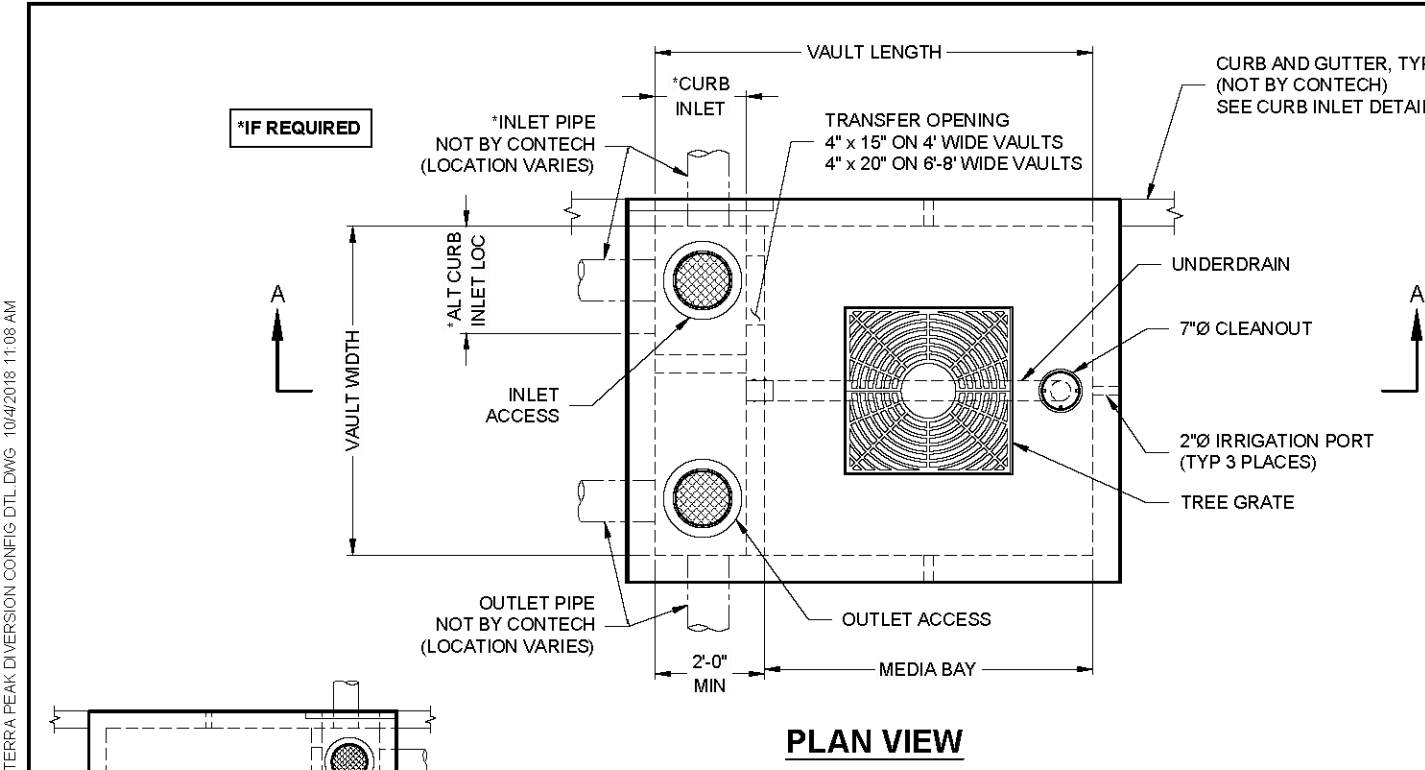 VAULT LENGTH
CURB AND GUTTER, TYP
(NOT BY CONTECH)
SEE CURB INLET DETAIL
*CURB
INLET
*IF REQUIRED
*INLET PIPE
NOT BY CONTECH
(LOCATION VARIES)
TRANSFER OPENING
4" x 15" ON 4' WIDE VAULTS
4" x 20" ON 6'-8' WIDE VAULTS
*ALT CURB
INLET LOC
VAULT WIDTH
A
A
UNDERDRAIN
7"Ø CLEANOUT
INLET
ACCESS
2"Ø IRRIGATION PORT
(TYP 3 PLACES)
TREE GRATE
OUTLET PIPE
NOT BY CONTECH
(LOCATION VARIES)
OUTLET ACCESS
2'-0"
MIN
MEDIA BAY
PLAN VIEW
TERRA PEAK DIVERSION CONFIG DTL.DWG 10/4/2018 11:08 AM